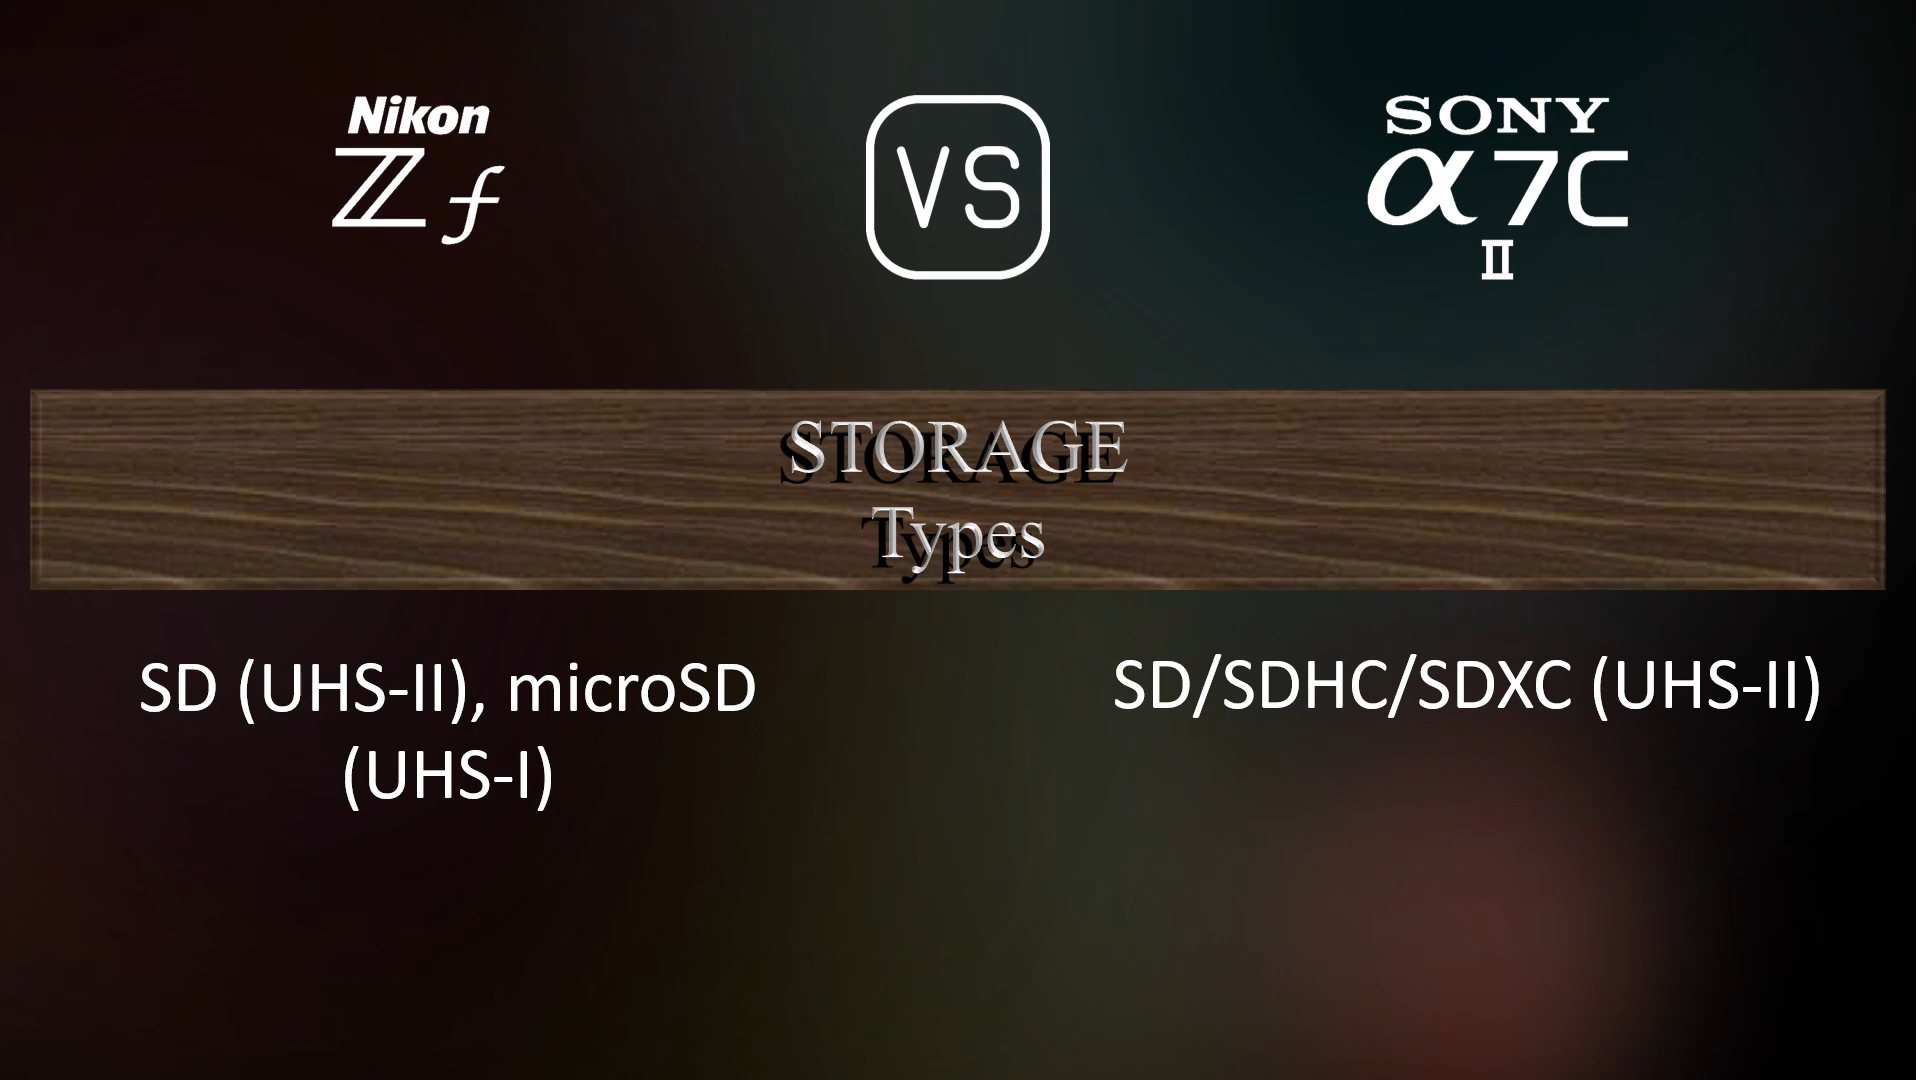 Nikon
Z f
VS
SONY
α7C
II
STORAGE
Types
SD (UHS-II), microSD
(UHS-I)
SD/SDHC/SDXC (UHS-II)